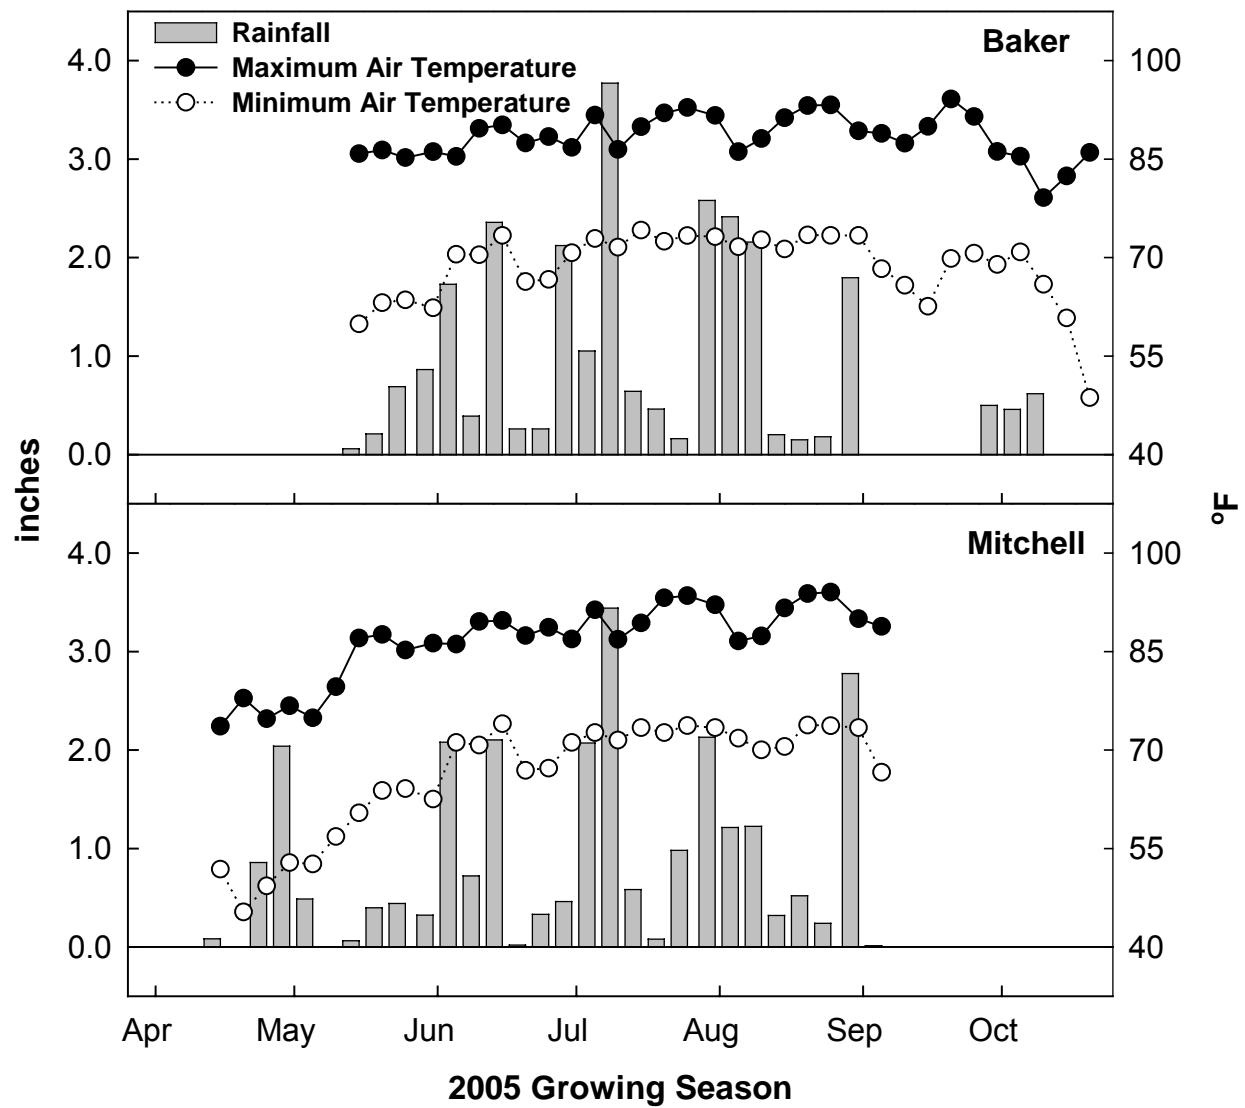 Rainfall
Maximum Air Temperature
Minimum Air Temperature
Baker
4.0
3.0
2.0
1.0
0.0
100
85
70
55
40
inches
ºF
Mitchell
4.0
3.0
2.0
1.0
0.0
100
85
70
55
40
Apr May Jun Jul Aug Sep Oct
2005 Growing Season